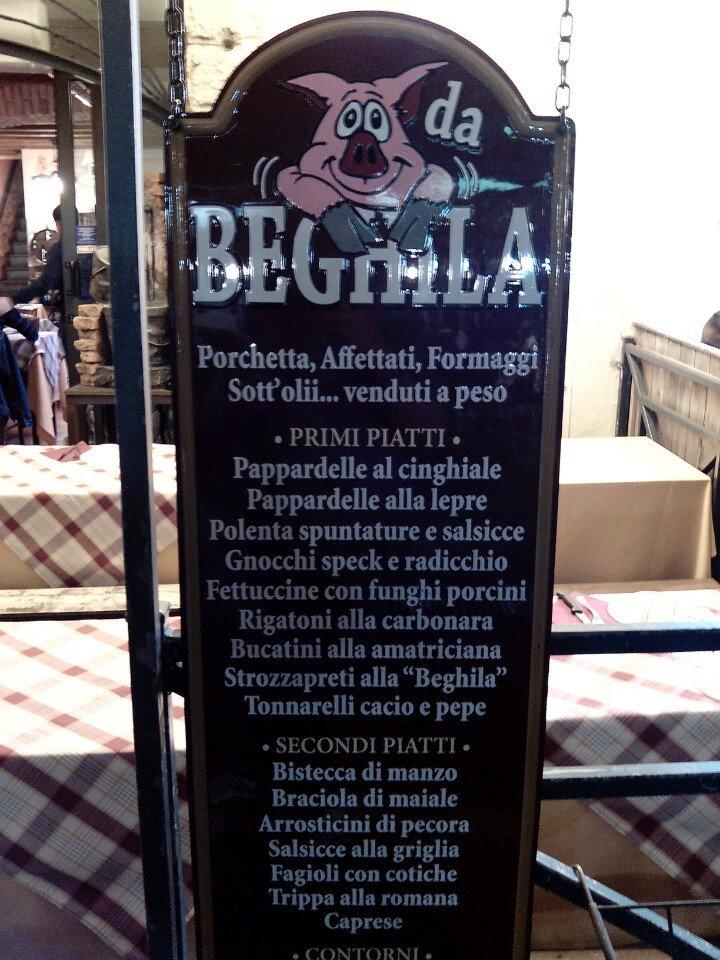 da
BEGHILA
Porchetta, Affettati, Formaggi
Sott'olii... venduti a peso
• PRIMI PIATTI •
Pappardelle al cinghiale
Pappardelle alla lepre
Polenta spuntature e salsicce
Gnocchi speck e radicchio
Fettuccine con funghi porcini
Rigatoni alla carbonara
Bucatini alla amatriciana
Strozzapreti alla “Beghila”
Tonnarelli cacio e pepe
• SECONDI PIATTI •
Bistecca di manzo
Braciola di maiale
Arrosticini di pecora
Salsicce alla griglia
Fagioli con cotiche
Trippa alla romana
Caprese
• CONTORNI •